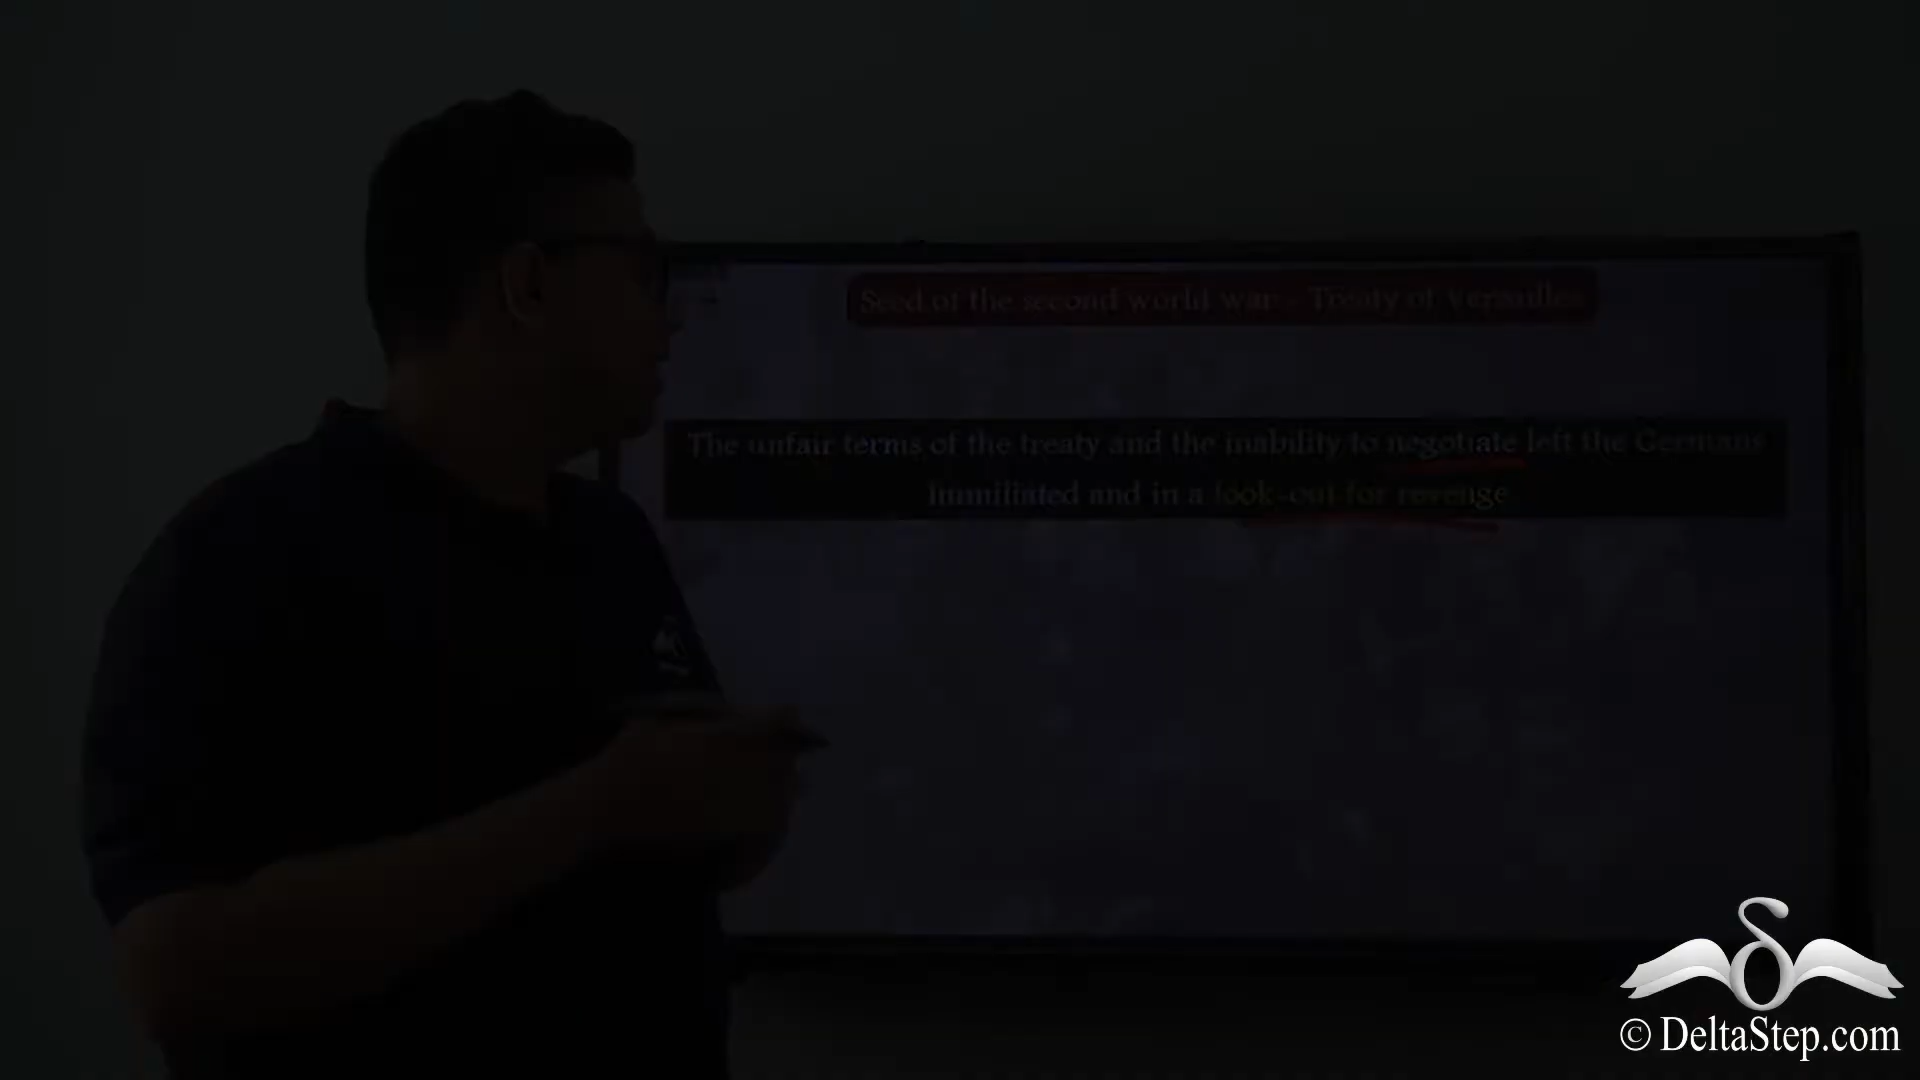 Seed of the second world war - Treaty of Versailles
The unfair terms of the treaty and the inability to negotiate left the Germans
humiliated and in a look-out for revenge
© DeltaStep.com